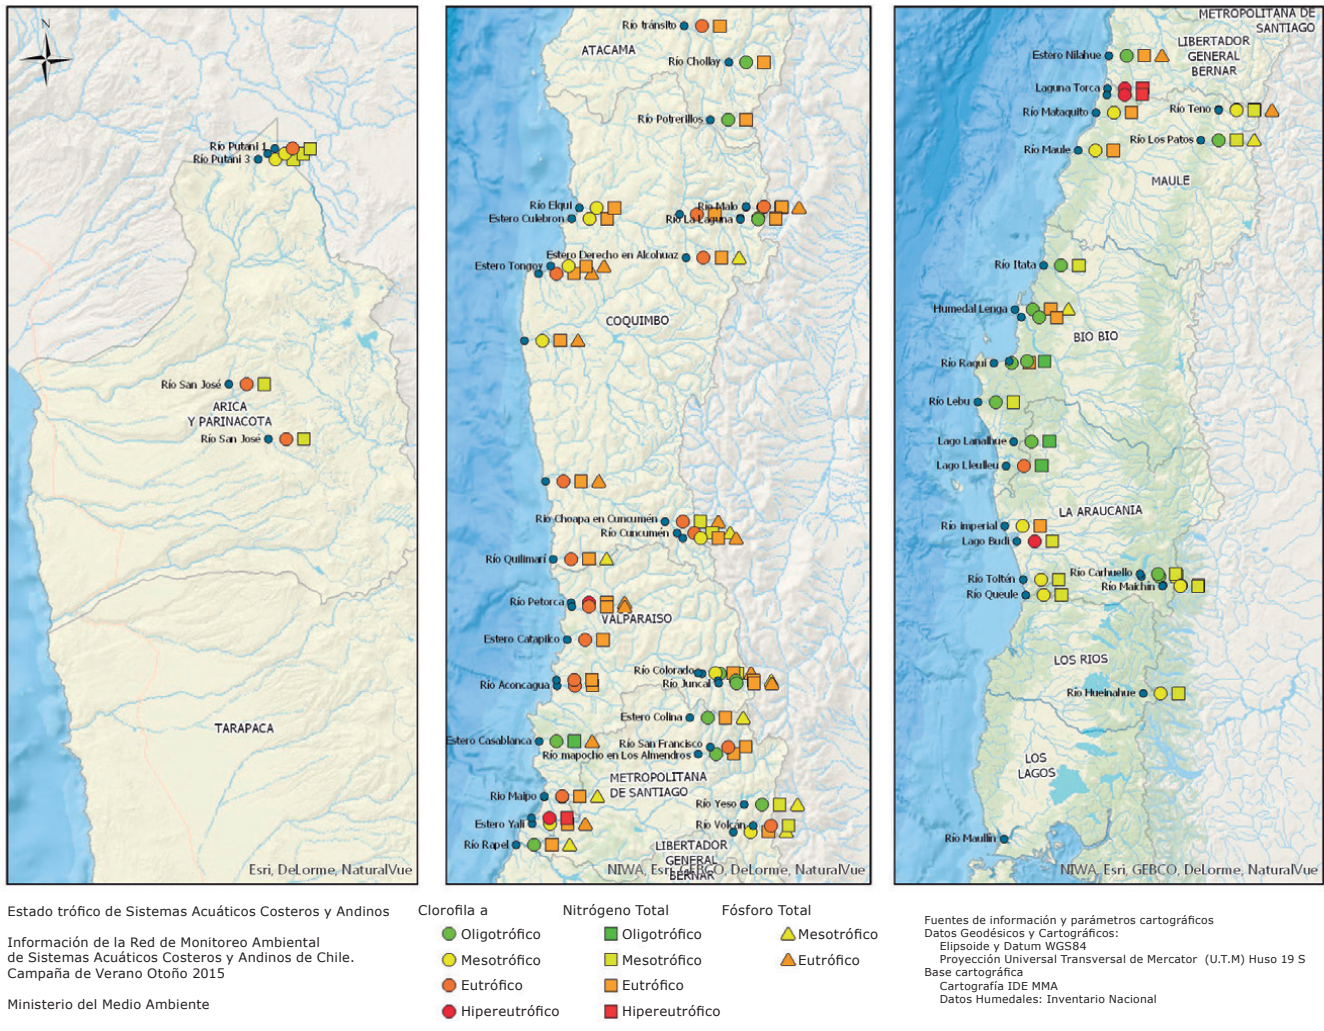 N
Río Putani 1
Río Putani 3
Río San José
ARICA
Y PARINACOTA
Río San José
TARAPACA
Esri, DeLorme, NaturalVue
Río tránsito
ATACAMA
Río Chollay
Río Potrerillos
Río Elqui
Estero Culebron
Río Malo
Río La Laguna
Estero Derecho en Alcohuaz
Estero Tongoy
COQUIMBO
Río Choapa en Cuncumén
Río Cuncumén
Río Quilimarí
Río Petorca
VALPARAISO
Estero Catapilco
Río Colorado
Río Juncal
Río Aconcagua
Estero Colina
Estero Casablanca
Río San Francisco
Río mapocho en Los Almendros
METROPOLITANA
DE SANTIAGO
Río Maipo
Río Yeso
Estero Yali
Río Volcán
Río Rapel
LIBERTADOR
GENERAL
BERNAR
NIWA, Esri, GEBCO, DeLorme, NaturalVue
METROPOLITANA DE
SANTIAGO
LIBERTADOR
GENERAL
BERNAR
Estero Nilahue
Laguna Torca
Río Mataquito
Río Teno
Río Los Patos
Río Maule
MAULE
Río Itata
Humedal Lenga
BIO BIO
Río Raqui
Río Lebu
Lago Lanalhue
Lago Lleulleu
LA ARAUCANIA
Río imperial
Lago Budi
Río Toltén
Río Carhuello
Río Maichin
Río Queule
LOS RIOS
Río Hueinahue
LOS
LAGOS
Río Maullín
NIWA, Esri, GEBCO, DeLorme, NaturalVue
Estado trófico de Sistemas Acuáticos Costeros y Andinos
Información de la Red de Monitoreo Ambiental
de Sistemas Acuáticos Costeros y Andinos de Chile.
Campaña de Verano Otoño 2015
Ministerio del Medio Ambiente
Clorofila a
Oligotrófico
Mesotrófico
Eutrófico
Hipereutrófico
Nitrógeno Total
Oligotrófico
Mesotrófico
Eutrófico
Hipereutrófico
Fósforo Total
Mesotrófico
Eutrófico
Fuentes de información y parámetros cartográficos
Datos Geodésicos y Cartográficos:
Elipsoide y Datum WGS84
Proyección Universal Transversal de Mercator (U.T.M) Huso 19 S
Base cartográfica
Cartografía IDE MMA
Datos Humedales: Inventario Nacional